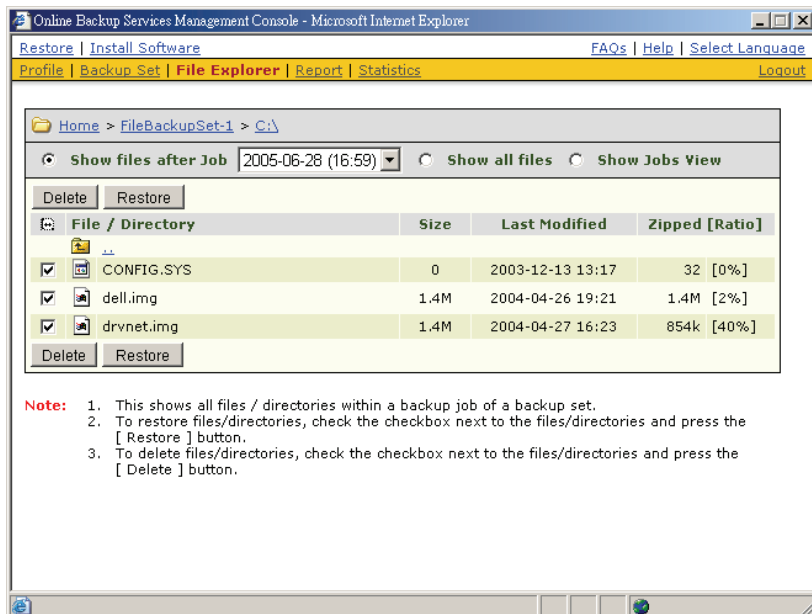 Online Backup Services Management Console - Microsoft Internet Explorer
Restore | Install Software FAQs | Help | Select Language
Profile | Backup Set | File Explorer | Report | Statistics Logout
Home > FileBackupSet-1 > C:\
Show files after Job 2005-06-28 (16:59) Show all files Show Jobs View
Delete Restore
File / Directory Size Last Modified Zipped [Ratio]
..
CONFIG.SYS 0 2003-12-13 13:17 32 [0%]
dell.img 1.4M 2004-04-26 19:21 1.4M [2%]
drvnet.img 1.4M 2004-04-27 16:23 854k [40%]
Delete Restore
Note: 1. This shows all files / directories within a backup job of a backup set.
2. To restore files/directories, check the checkbox next to the files/directories and press the
[ Restore ] button.
3. To delete files/directories, check the checkbox next to the files/directories and press the
[ Delete ] button.